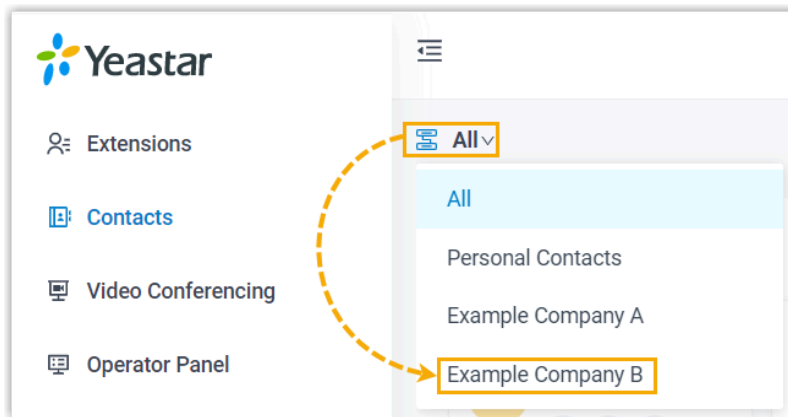 Yeastar
Extensions
Contacts
Video Conferencing
Operator Panel
All
All
Personal Contacts
Example Company A
Example Company B